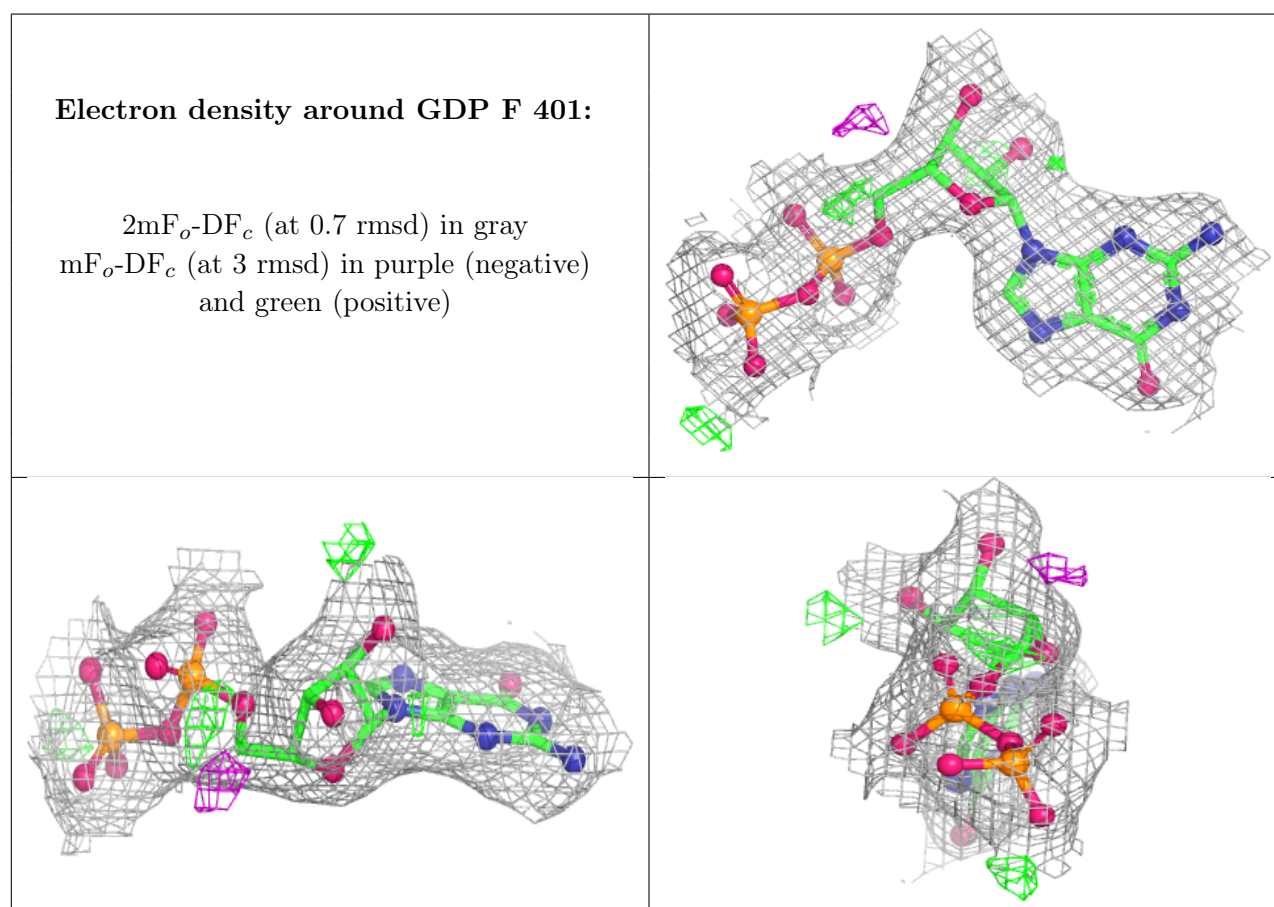 Electron density around GDP F 401:
2mFo-DFc (at 0.7 rmsd) in gray
mFo-DFc (at 3 rmsd) in purple (negative)
and green (positive)